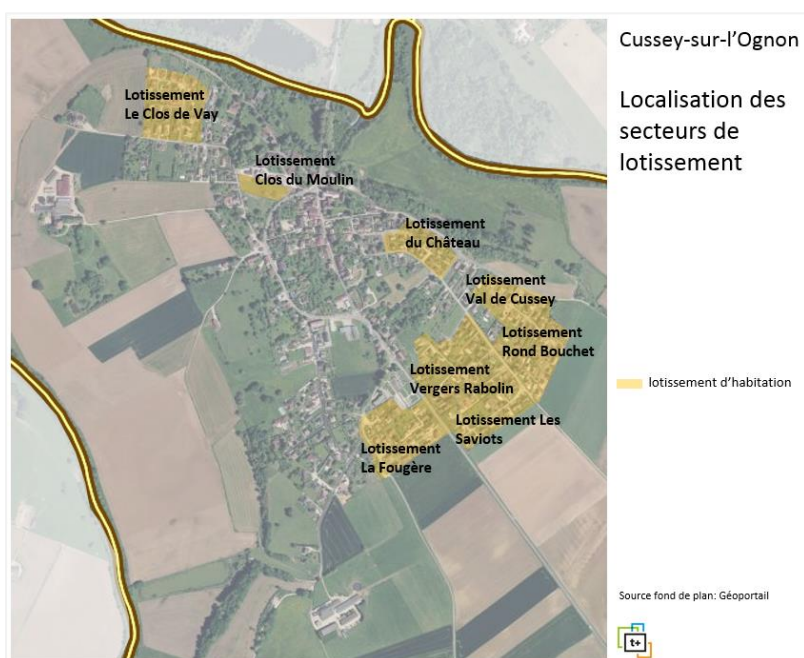 Cussey-sur-l'Ognon
Localisation des
secteurs de
lotissement
Lotissement
Le Clos de Vay
Lotissement
Clos du Moulin
Lotissement
du Château
Lotissement
Val de Cussey
Lotissement
Rond Bouchet
Lotissement
Vergers Rabolin
Lotissement Les
Saviots
Lotissement
La Fougère
lotissement d'habitation
Source fond de plan: Géoportail
t+